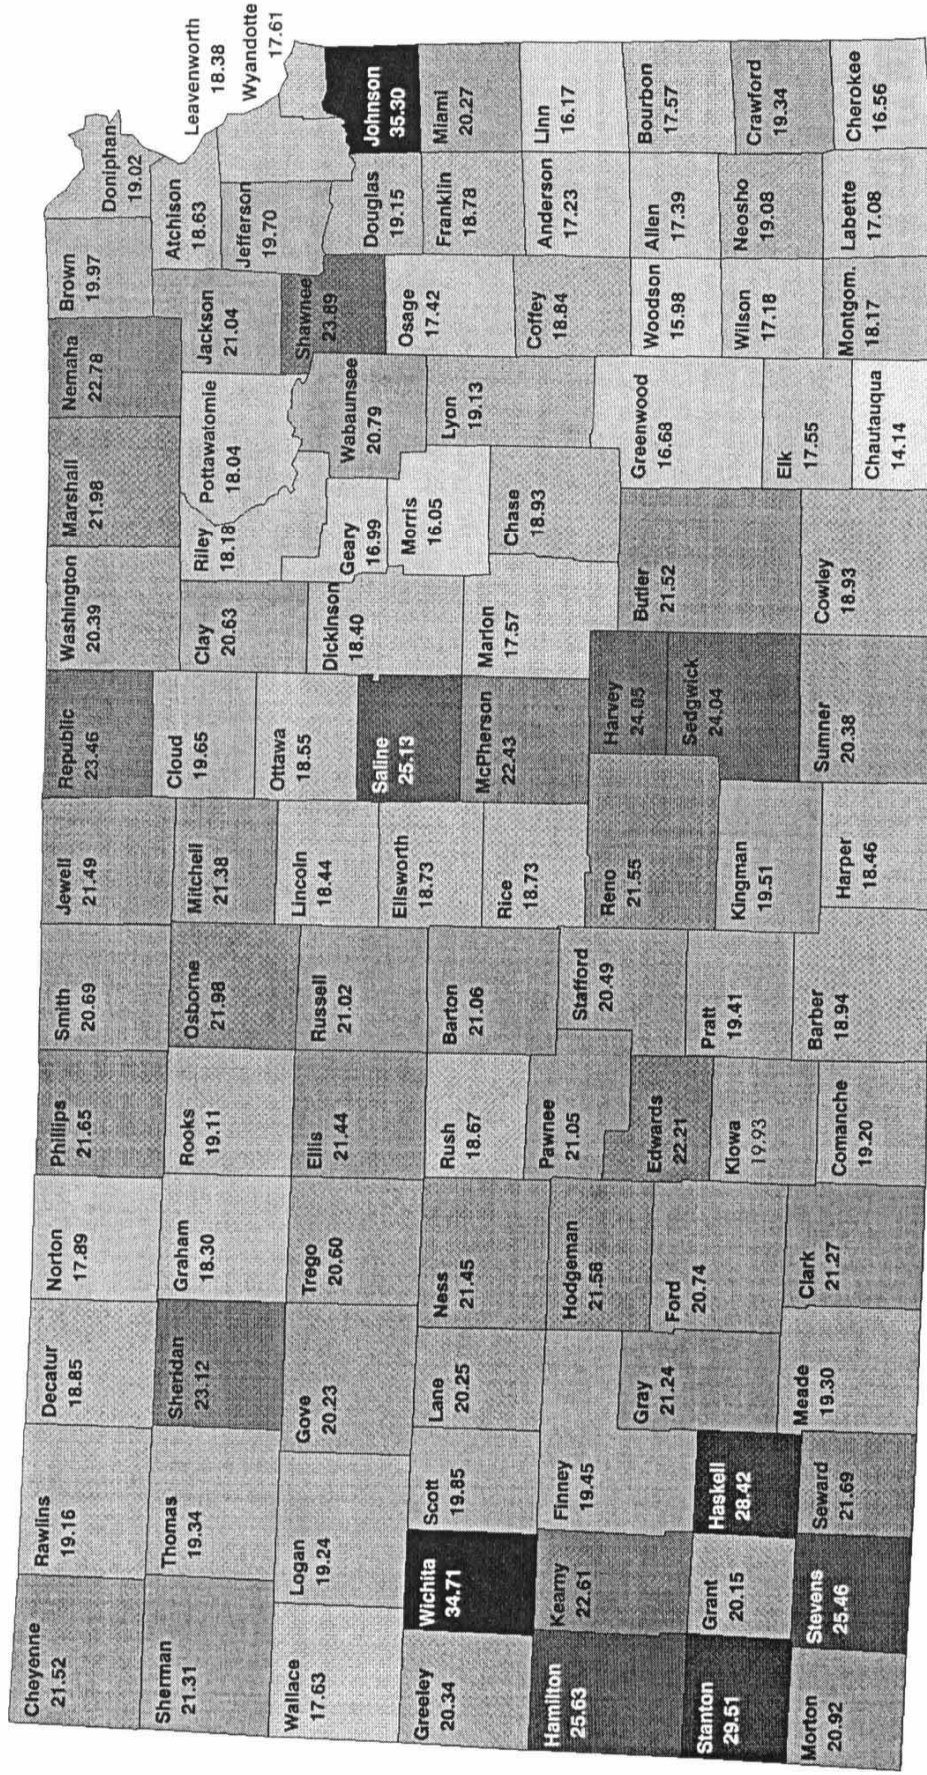 Cheyenne
21.52
Rawlins
19.16
Decatur
18.85
Norton
17.89
Phillips
21.65
Smith
20.69
Jewell
21.49
Republic
23.46
Washington
20.39
Marshall
21.98
Nemaha
22.78
Brown
19.97
Doniphan
19.02
Sherman
21.31
Thomas
19.34
Sheridan
23.12
Graham
18.30
Rooks
19.11
Osborne
21.98
Mitchell
21.38
Cloud
19.65
Clay
20.63
Riley
18.18
Pottawatomie
18.04
Jackson
21.04
Atchison
18.63
Jefferson
19.70
Leavenworth
18.38
Wyandotte
17.61
Wallace
17.63
Logan
19.24
Gove
20.23
Trego
20.60
Ellis
21.44
Russell
21.02
Lincoln
18.44
Ottawa
18.55
Saline
25.13
Dickinson
18.40
Geary
16.99
Morris
16.05
Wabaunsee
20.79
Shawnee
23.89
Osage
17.42
Douglas
19.15
Johnson
35.30
Greeley
20.34
Wichita
34.71
Scott
19.85
Lane
20.25
Ness
21.45
Rush
18.67
Barton
21.06
Ellsworth
18.73
Rice
18.73
McPherson
22.43
Marion
17.57
Chase
18.93
Lyon
19.13
Coffey
18.84
Franklin
18.78
Miami
20.27
Anderson
17.23
Linn
16.17
Hamilton
25.63
Kearny
22.61
Finney
19.45
Hodgeman
21.58
Pawnee
21.05
Stafford
20.49
Reno
21.55
Harvey
24.05
Sedgwick
24.04
Butler
21.52
Greenwood
16.68
Woodson
15.98
Allen
17.39
Bourbon
17.57
Stanton
29.51
Grant
20.15
Haskell
28.42
Gray
21.24
Ford
20.74
Edwards
22.21
Kiowa
19.93
Pratt
19.41
Kingman
19.51
Elk
17.55
Wilson
17.18
Neosho
19.08
Crawford
19.34
Morton
20.92
Stevens
25.46
Seward
21.69
Meade
19.30
Clark
21.27
Comanche
19.20
Barber
18.94
Harper
18.46
Sumner
20.38
Cowley
18.93
Chautauqua
14.14
Montgom.
18.17
Labette
17.08
Cherokee
16.56